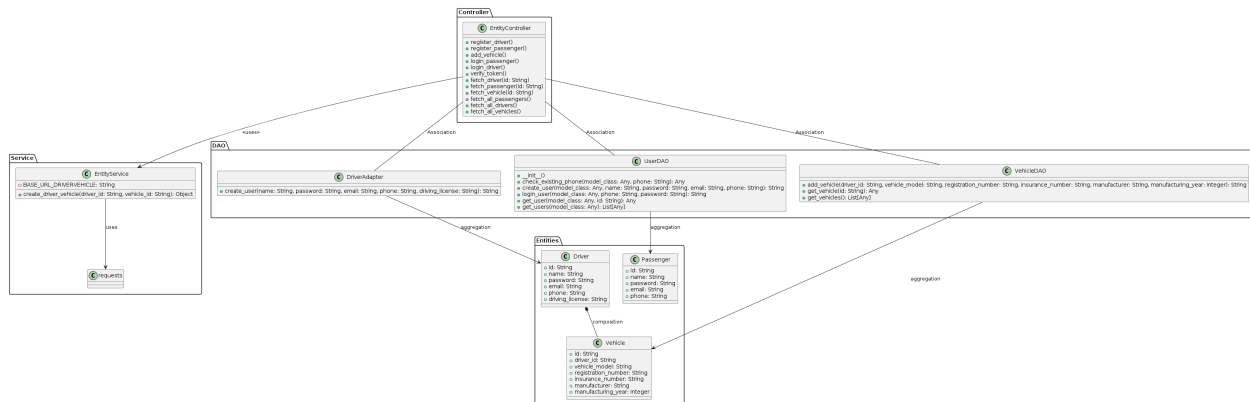 Controller
C EntityController
register_driver()
register_passenger()
add_vehicle()
login_passenger()
login_driver()
verify_token()
fetch_driver(id: String)
fetch_passenger(id: String)
fetch_vehicle(id: String)
fetch_all_passengers()
fetch_all_drivers()
fetch_all_vehicles()
«uses»
Association
Association
Association
Service
C EntityService
BASE_URL_DRIVERVEHICLE: String
create_driver_vehicle(driver_id: String, vehicle_id: String): Object
uses
C requests
DAO
C DriverAdapter
create_user(name: String, password: String, email: String, phone: String, driving_license: String): String
C UserDAO
__init__()
check_existing_phone(model_class: Any, phone: String): Any
create_user(model_class: Any, name: String, password: String, email: String, phone: String): String
login_user(model_class: Any, phone: String, password: String): String
get_user(model_class: Any, id: String): Any
get_users(model_class: Any): List[Any]
C VehicleDAO
add_vehicle(driver_id: String, vehicle_model: String, registration_number: String, insurance_number: String, manufacturer: String, manufacturing_year: Integer): String
get_vehicle(id: String): Any
get_vehicles(): List[Any]
aggregation
aggregation
aggregation
Entities
C Driver
id: String
name: String
password: String
email: String
phone: String
driving_license: String
C Passenger
id: String
name: String
password: String
email: String
phone: String
composition
C Vehicle
id: String
driver_id: String
vehicle_model: String
registration_number: String
insurance_number: String
manufacturer: String
manufacturing_year: Integer